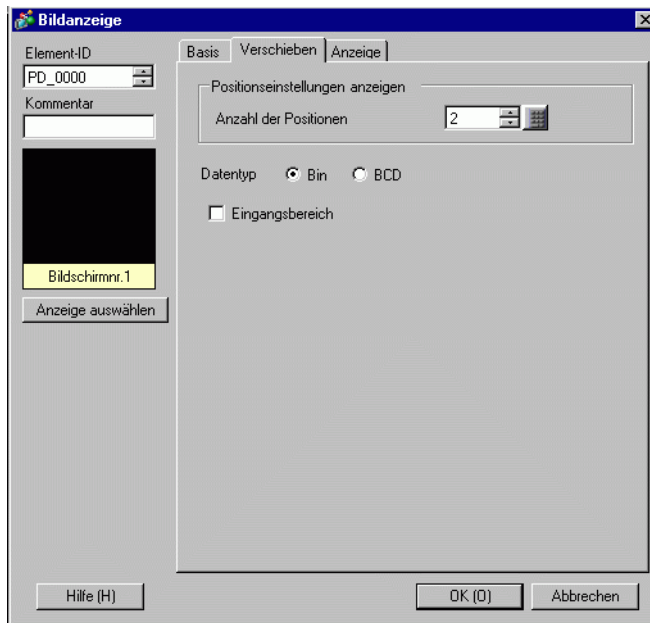 Bildanzeige
Element-ID
PD_0000
Kommentar
Bildschirmnr.1
Anzeige auswählen
Basis Verschieben Anzeige
Positionseinstellungen anzeigen
Anzahl der Positionen 2
Datentyp Bin BCD
Eingangsbereich
Hilfe (H) OK (O) Abbrechen